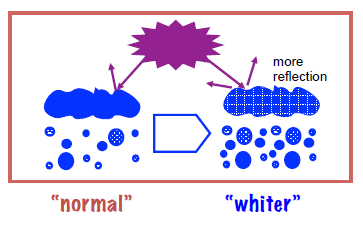 more
reflection
“normal”
“whiter”